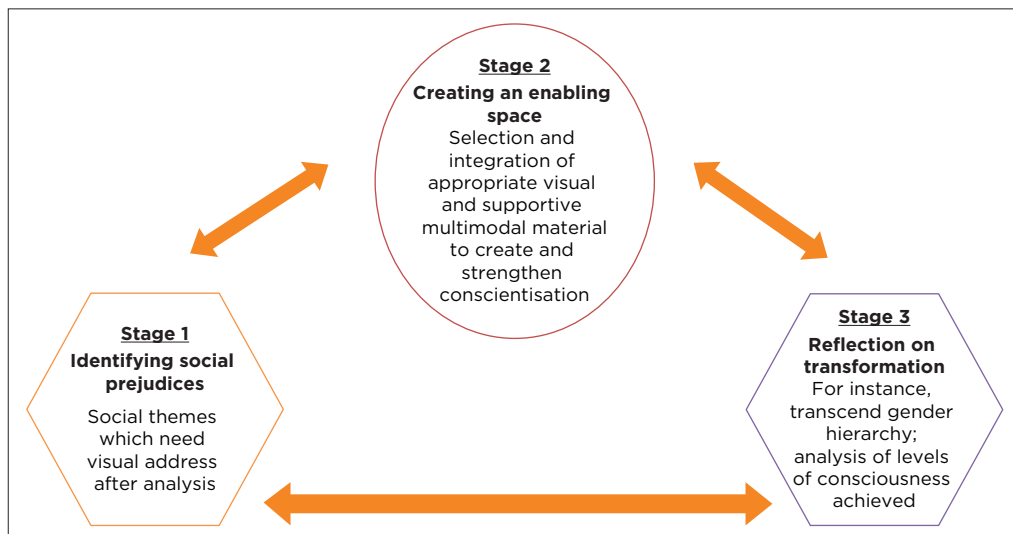 Stage 1
Identifying social
prejudices
Social themes
which need
visual address
after analysis
Stage 2
Creating an enabling
space
Selection and
integration of
appropriate visual
and supportive
multimodal material
to create and
strengthen
conscientisation
Stage 3
Reflection on
transformation
For instance,
transcend gender
hierarchy;
analysis of levels
of consciousness
achieved